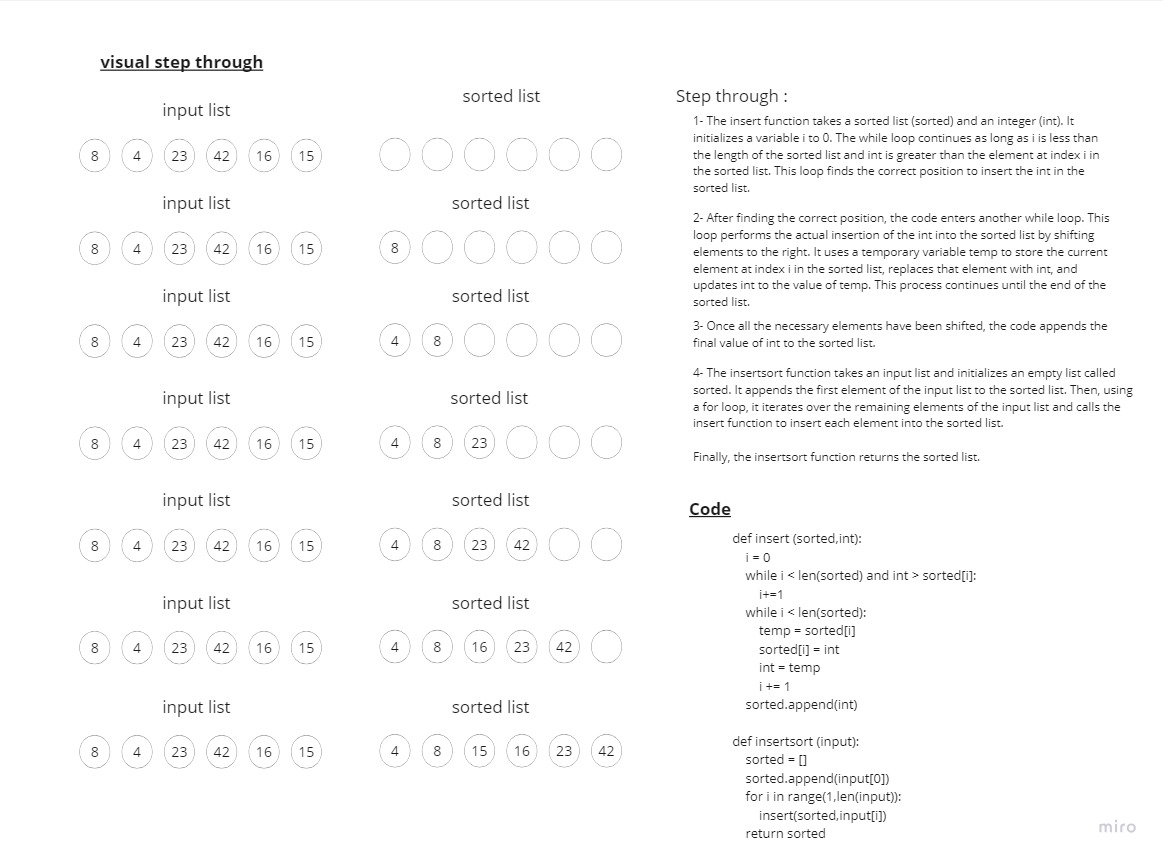 visual step through
input list
sorted list
8 4 23 42 16 15
input list
sorted list
8 4 23 42 16 15
8
input list
sorted list
8 4 23 42 16 15
4 8
input list
sorted list
8 4 23 42 16 15
4 8 23
input list
sorted list
8 4 23 42 16 15
4 8 23 42
input list
sorted list
8 4 23 42 16 15
4 8 16 23 42
input list
sorted list
8 4 23 42 16 15
4 8 15 16 23 42
Step through :
1- The insert function takes a sorted list (sorted) and an integer (int). It
initializes a variable i to 0. The while loop continues as long as i is less than
the length of the sorted list and int is greater than the element at index i in
the sorted list. This loop finds the correct position to insert the int in the
sorted list.
2- After finding the correct position, the code enters another while loop. This
loop performs the actual insertion of the int into the sorted list by shifting
elements to the right. It uses a temporary variable temp to store the current
element at index i in the sorted list, replaces that element with int, and
updates int to the value of temp. This process continues until the end of the
sorted list.
3- Once all the necessary elements have been shifted, the code appends the
final value of int to the sorted list.
4- The insertsort function takes an input list and initializes an empty list called
sorted. It appends the first element of the input list to the sorted list. Then, using
a for loop, it iterates over the remaining elements of the input list and calls the
insert function to insert each element into the sorted list.
Finally, the insertsort function returns the sorted list.
Code
def insert (sorted,int):
i = 0
while i < len(sorted) and int > sorted[i]:
i+=1
while i < len(sorted):
temp = sorted[i]
sorted[i] = int
int = temp
i += 1
sorted.append(int)
def insertsort (input):
sorted = []
sorted.append(input[0])
for i in range(1,len(input)):
insert(sorted,input[i])
return sorted
miro